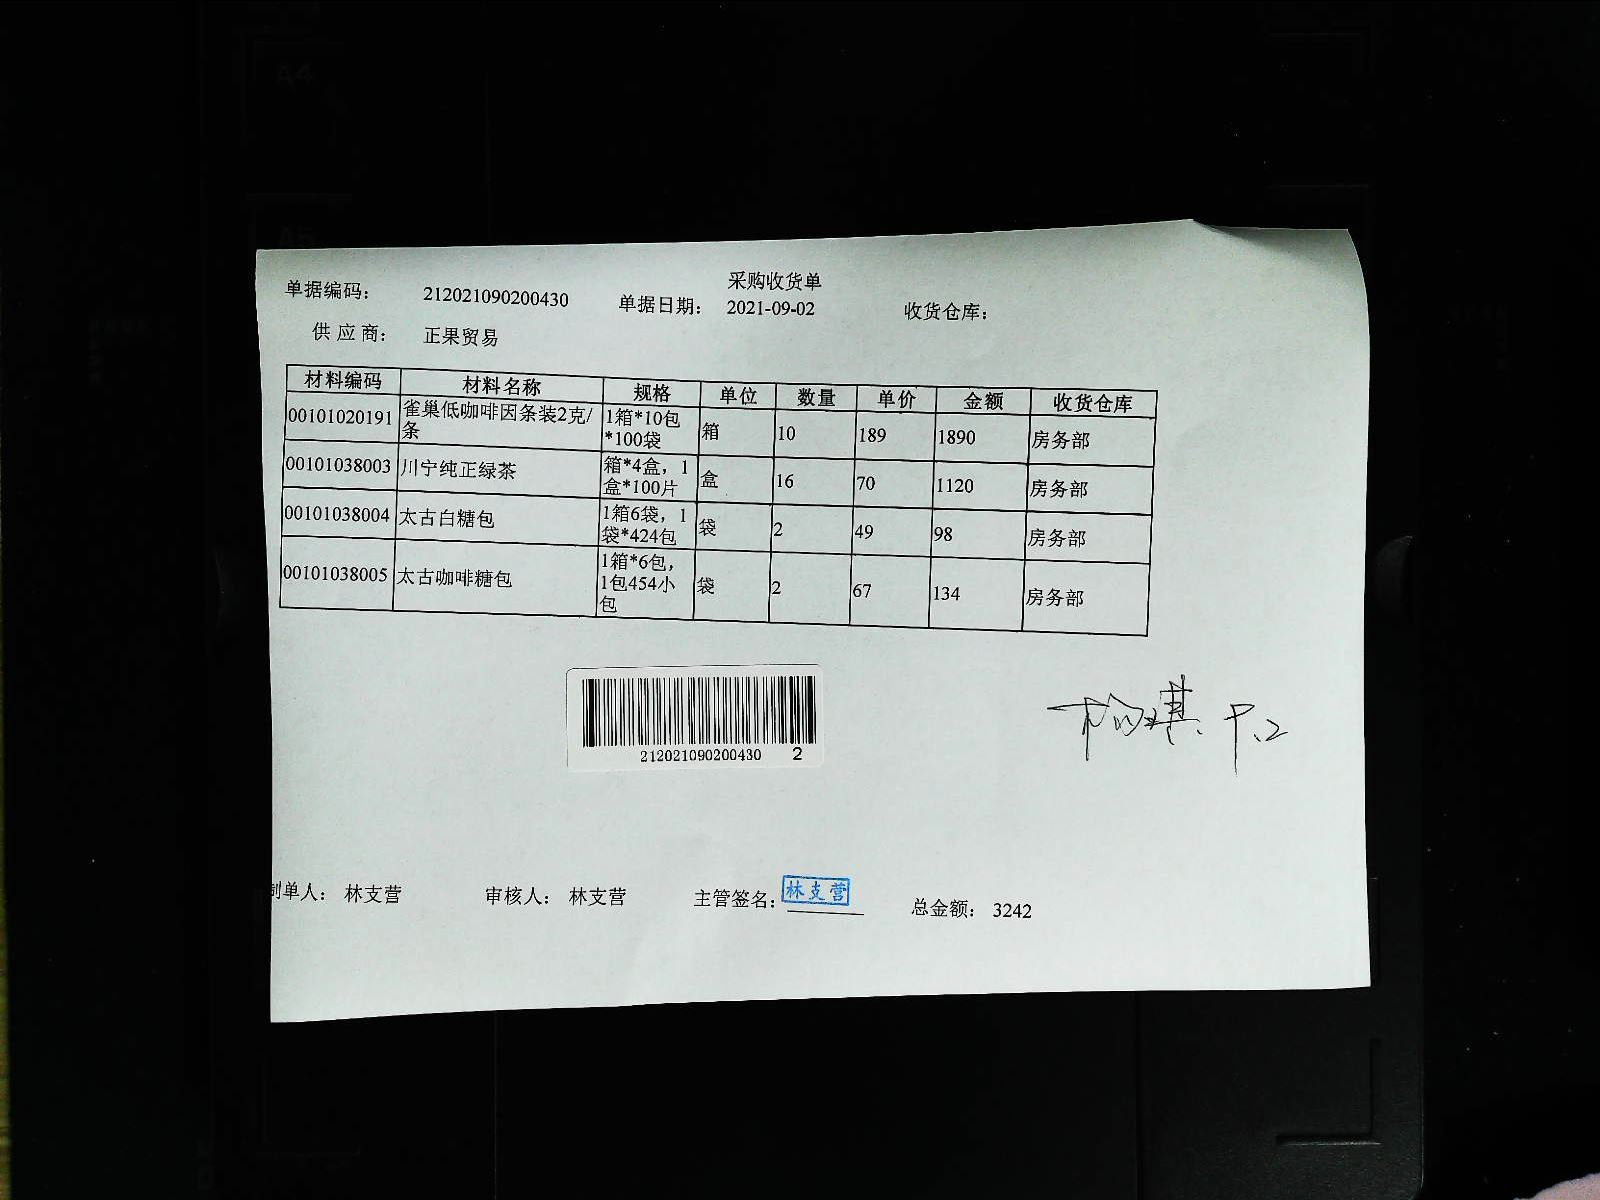 采购收货单
单据编码： 212021090200430 单据日期： 2021-09-02 收货仓库：
供 应 商： 正果贸易
材料编码 材料名称 规格 单位 数量 单价 金额 收货仓库
00101020191 雀巢低咖啡因条装2克/条 1箱*10包*100袋 箱 10 189 1890 房务部
00101038003 川宁纯正绿茶 箱*4盒，1盒*100片 盒 16 70 1120 房务部
00101038004 太古白糖包 1箱6袋，1袋*424包 袋 2 49 98 房务部
00101038005 太古咖啡糖包 1箱*6包，1包454小包 袋 2 67 134 房务部
212021090200430 2
制单人： 林支营 审核人： 林支营 主管签名： 林支营 总金额： 3242